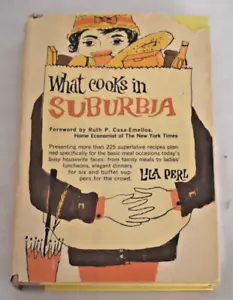 What cooks in
SUBURBIA
Foreword by Ruth P. Casa-Emellos,
Home Economist of The New York Times
Presenting more than 225 superlative recipes plan-
ned specifically for the basic meal occasions today's
busy housewife faces: from family meals to ladies'
luncheons, elegant dinners
for six and buffet sup-
pers for the crowd.
LILA PERL